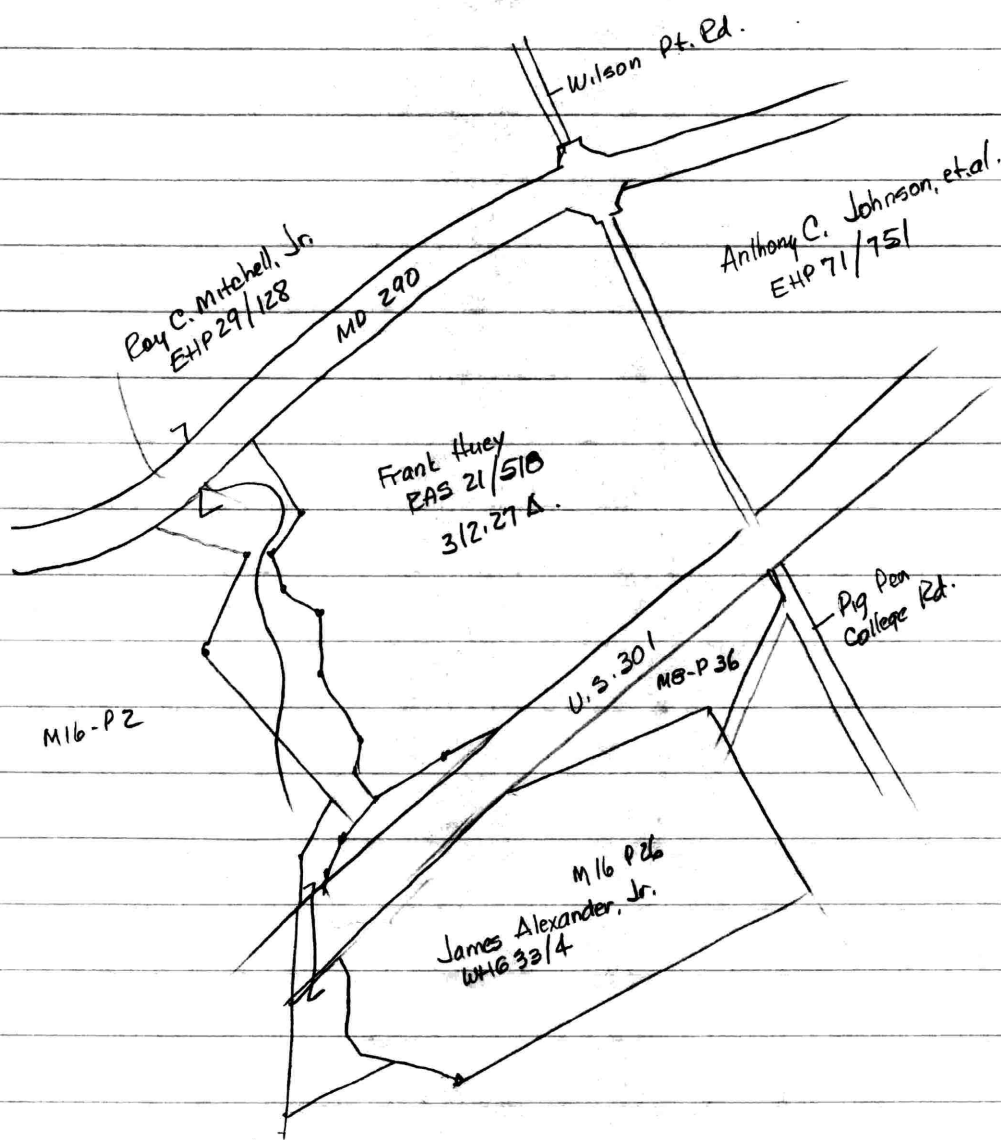 Wilson Pt. Rd.
Anthony C. Johnson, et.al.
EHP 71/751
Roy C. Mitchell, Jr.
EHP 29/128
MD 290
Frank Huey
RAS 21/518
312.27 A.
Pig Pen
College Rd.
U.S. 301
M8-P36
M16-P2
M16 P26
James Alexander, Jr.
WHG 33/4